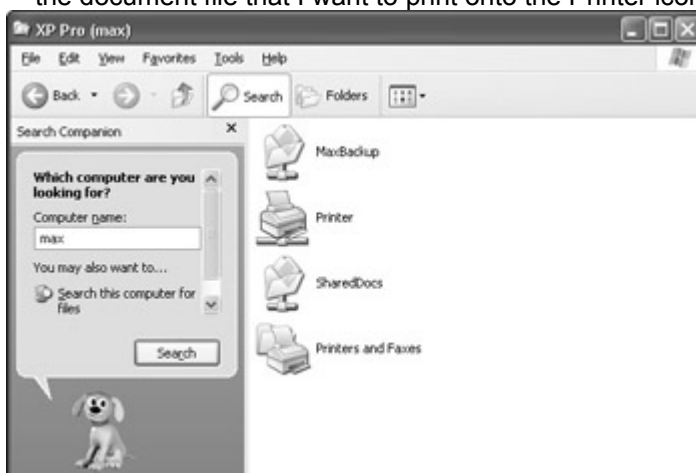 the document file that I want to print onto the Printer icon
XP Pro (max)
File Edit View Favorites Tools Help
Back Search Folders
Search Companion
Which computer are you
looking for?
Computer name:
max
You may also want to...
Search this computer for
files
Search
MaxBackup
Printer
SharedDocs
Printers and Faxes